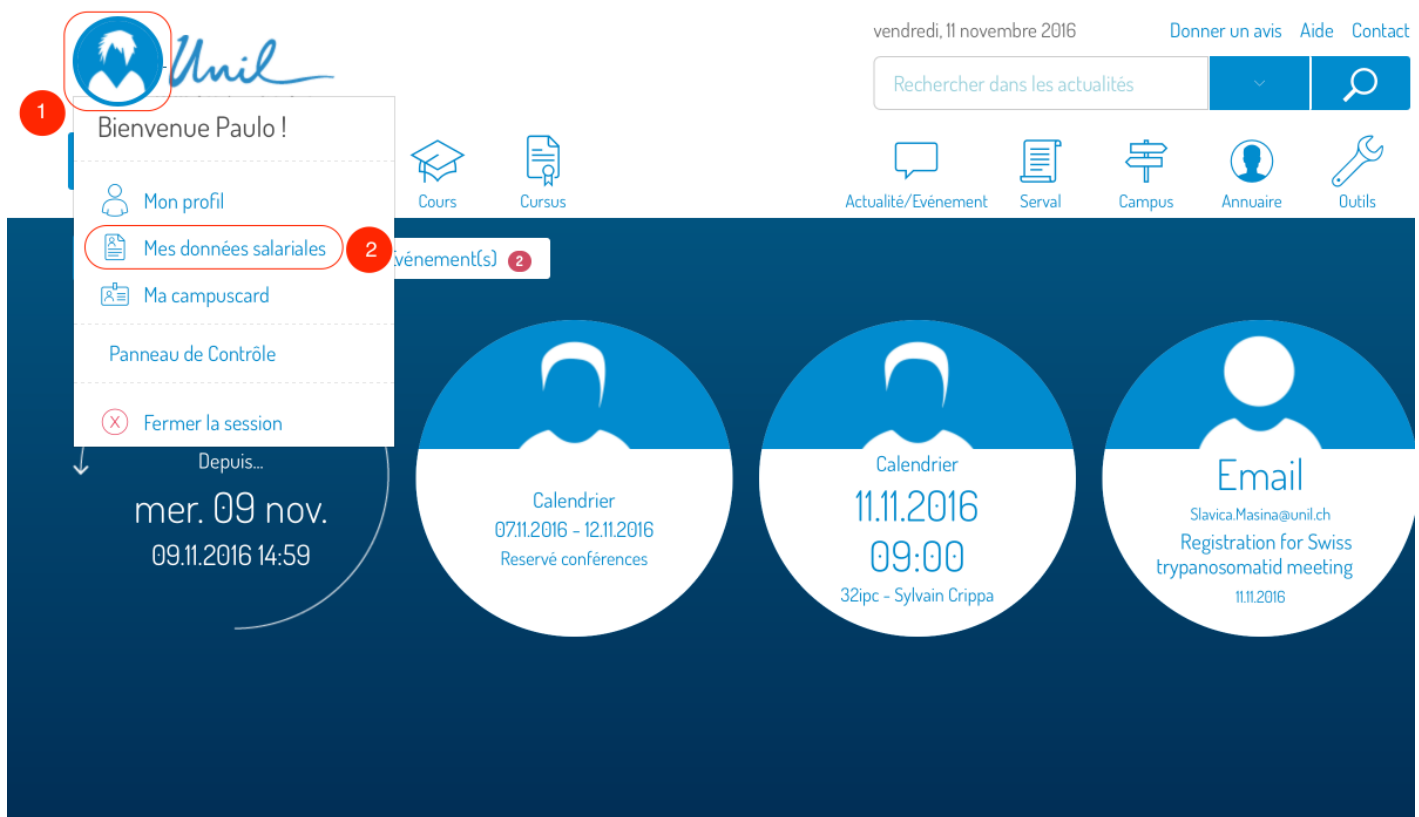 vendredi, 11 novembre 2016
Donner un avis Aide Contact
Unil
Rechercher dans les actualités
1
Bienvenue Paulo !
Mon profil
Mes données salariales
2
Ma campuscard
Panneau de Contrôle
Fermer la session
Cours
Cursus
Actualité/Evénement
Serval
Campus
Annuaire
Outils
vénement(s) 2
Depuis...
mer. 09 nov.
09.11.2016 14:59
Calendrier
07.11.2016 - 12.11.2016
Reservé conférences
Calendrier
11.11.2016
09:00
32ipc - Sylvain Crippa
Email
Slavica.Masina@unil.ch
Registration for Swiss
trypanosomatid meeting
11.11.2016